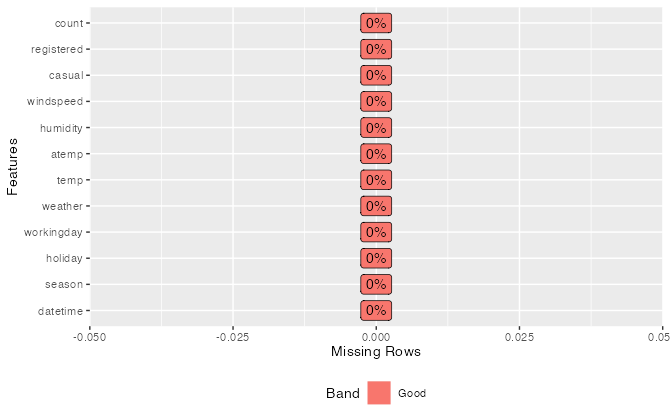 count 0%
registered 0%
casual 0%
windspeed 0%
humidity 0%
atemp 0%
temp 0%
weather 0%
workingday 0%
holiday 0%
season 0%
datetime 0%
Features
-0.050 -0.025 0.000 0.025 0.05
Missing Rows
Band Good